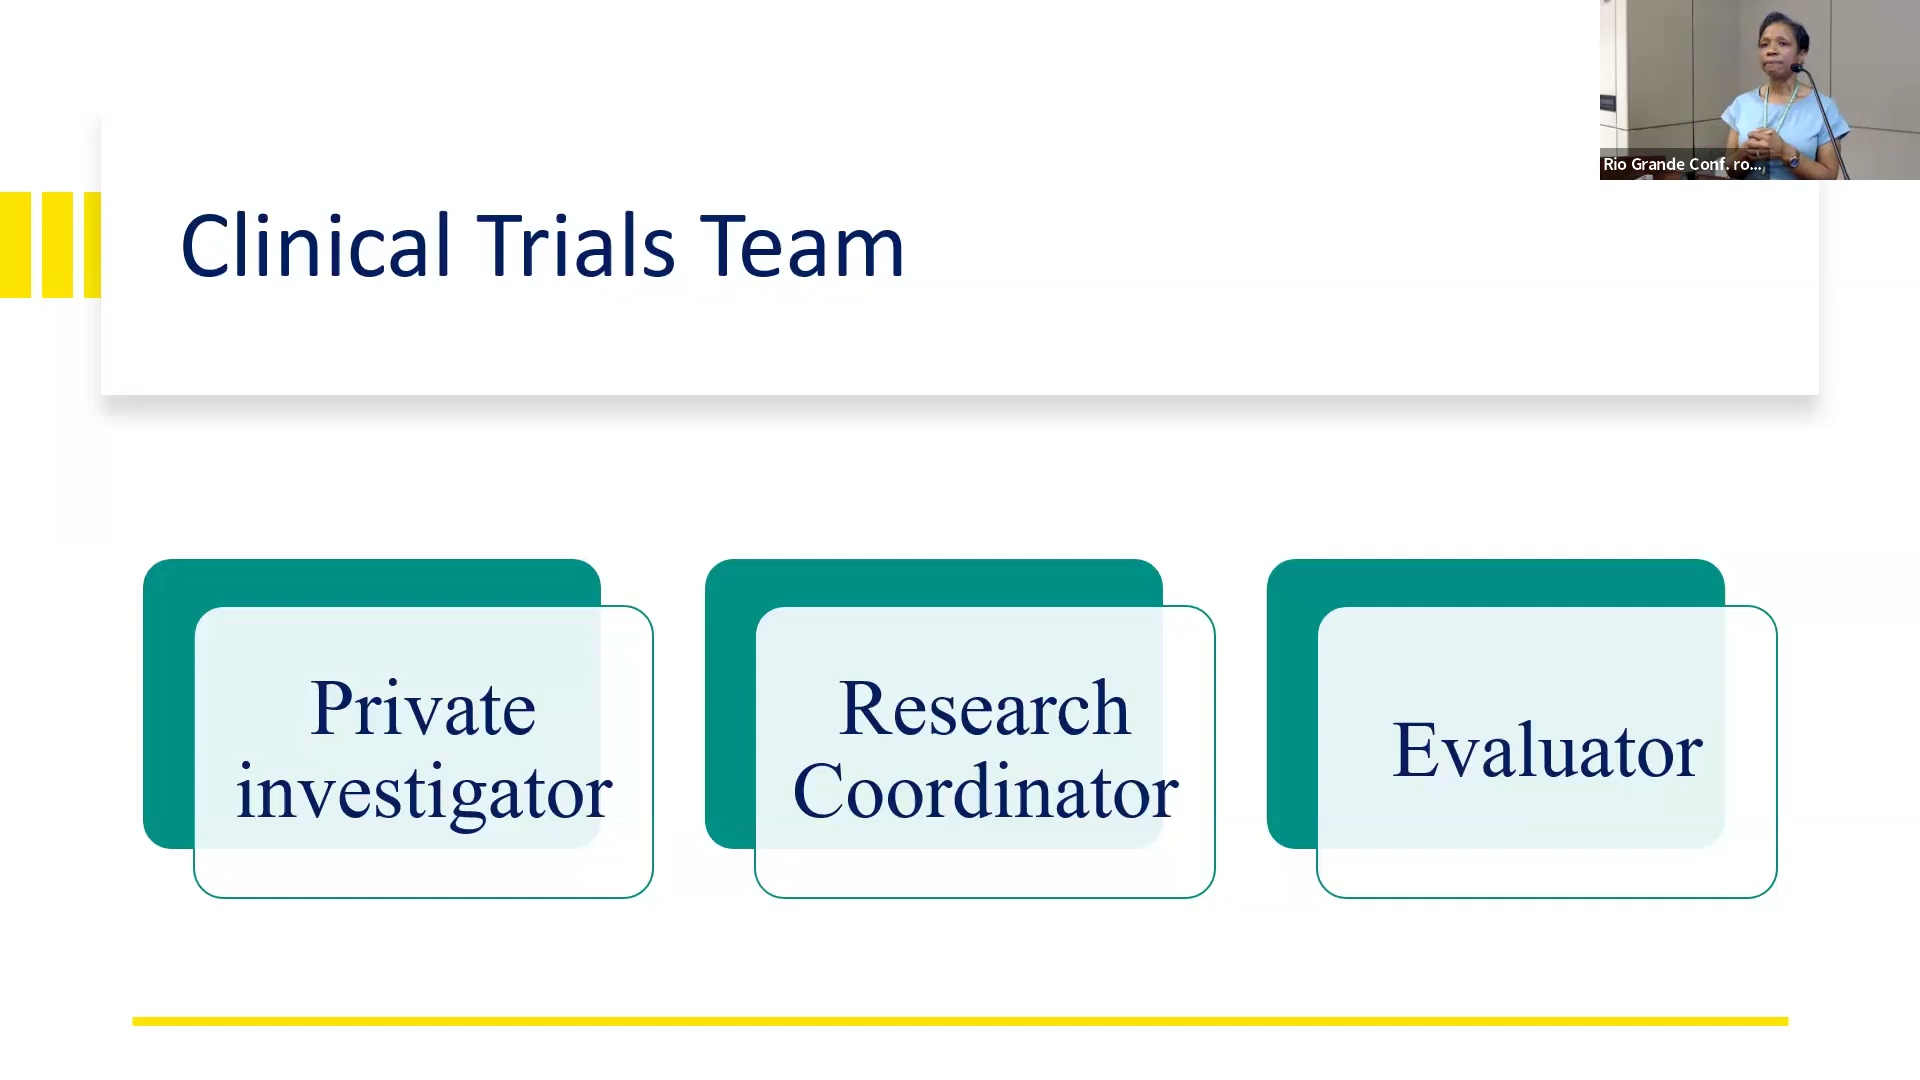 Rio Grande Conf. ro...
Clinical Trials Team
Private
investigator
Research
Coordinator
Evaluator